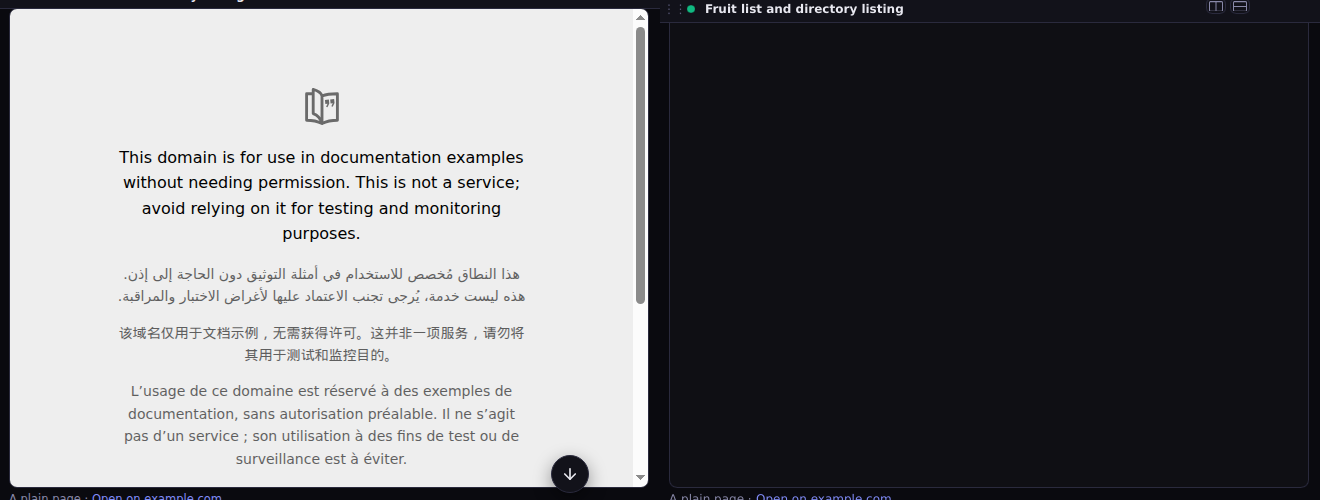 Fruit list and directory listing
This domain is for use in documentation examples
without needing permission. This is not a service;
avoid relying on it for testing and monitoring
purposes.
هذا النطاق مُخصص للاستخدام في أمثلة التوثيق دون الحاجة إلى إذن.
هذه ليست خدمة، يُرجى تجنب الاعتماد عليها لأغراض الاختبار والمراقبة.
该域名仅用于文档示例，无需获得许可。这并非一项服务，请勿将
其用于测试和监控目的。
L’usage de ce domaine est réservé à des exemples de
documentation, sans autorisation préalable. Il ne s’agit
pas d’un service ; son utilisation à des fins de test ou de
surveillance est à éviter.
A plain page · Open on example.com
A plain page · Open on example.com